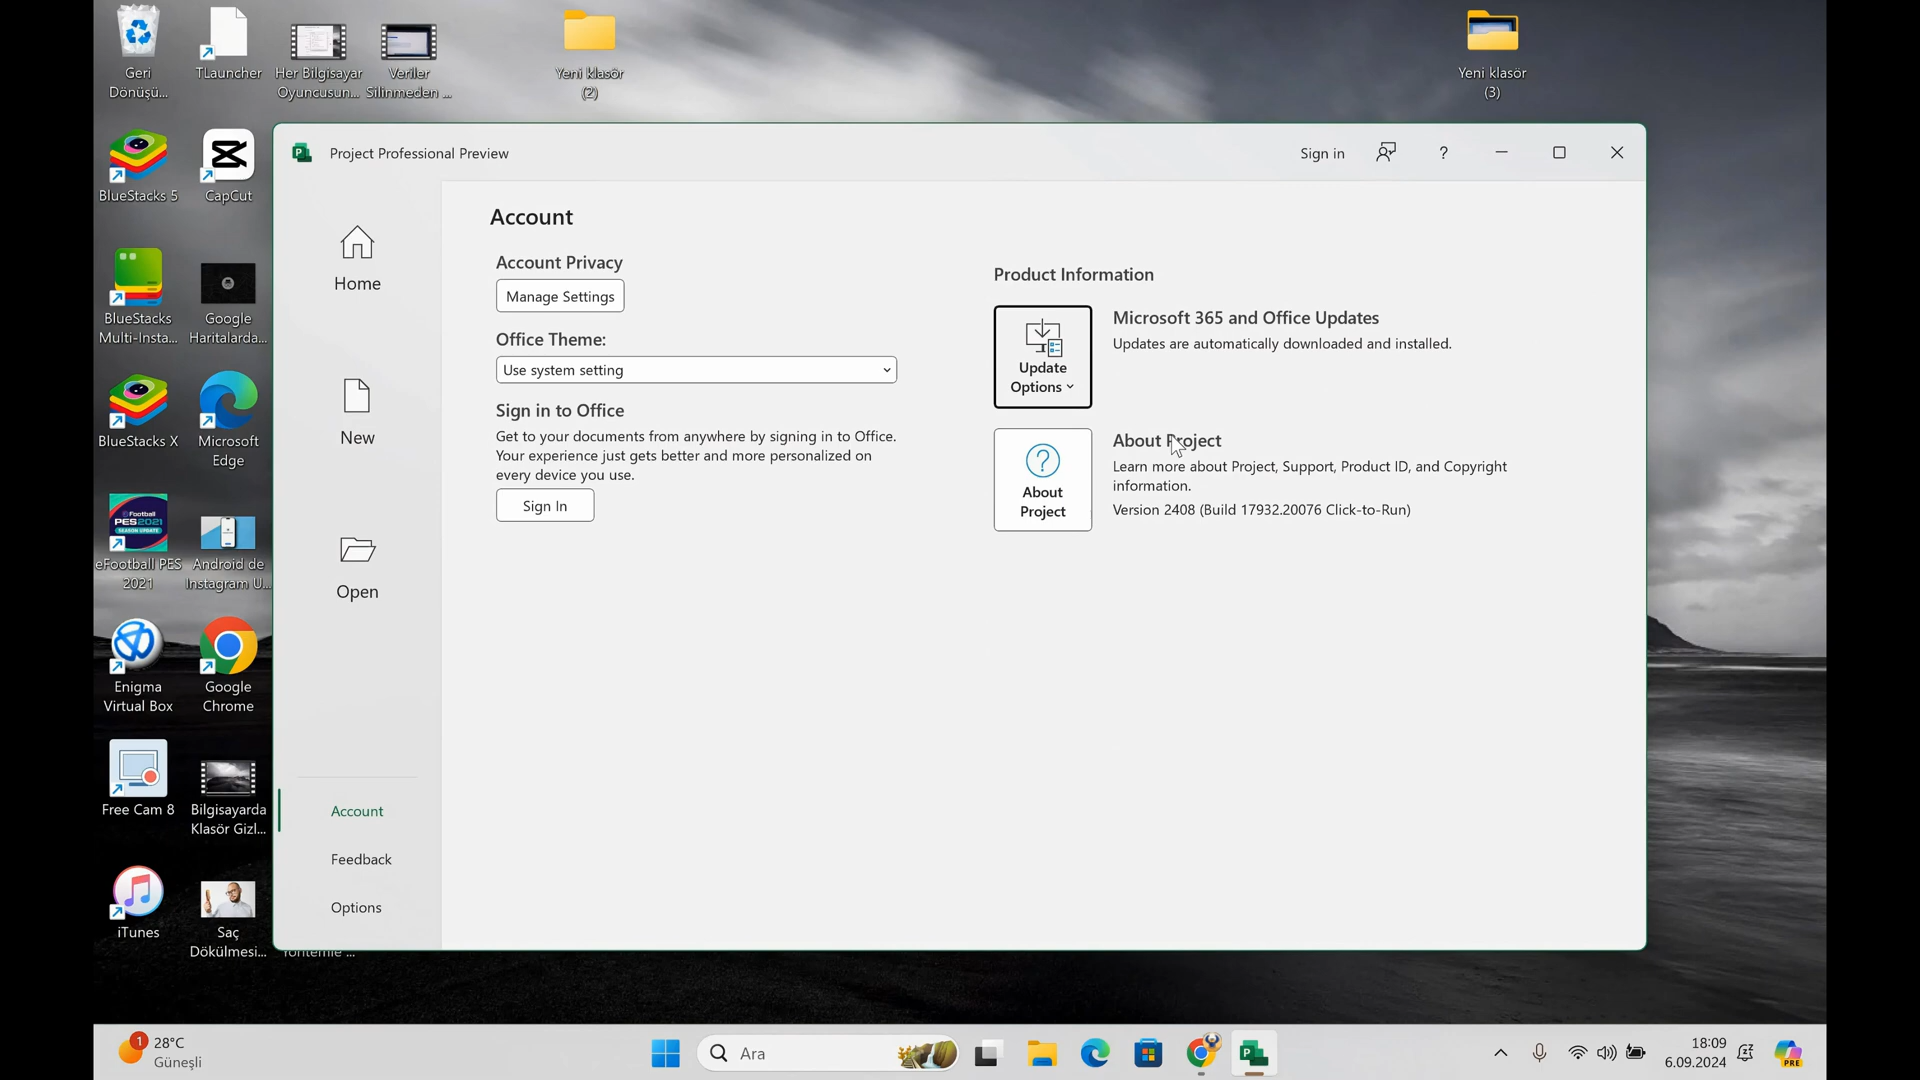 Geri
Dönüşü...
TLauncher
Her Bilgisayar
Oyuncusun...
Veriler
Silinmeden ...
Yeni klasör
(2)
Yeni klasör
(3)
BlueStacks 5
CapCut
BlueStacks
Multi-Insta...
Google
Haritalarda...
BlueStacks X
Microsoft
Edge
eFootball
PES2021
SEASON UPDATE
eFootball PES
2021
Android de
Instagram U...
Enigma
Virtual Box
Google
Chrome
Free Cam 8
Bilgisayarda
Klasör Gizl...
iTunes
Saç
Dökülmesi...
Yöntemle ...
Project Professional Preview
Sign in
?
Home
New
Open
Account
Feedback
Options
Account
Account Privacy
Manage Settings
Office Theme:
Use system setting
Sign in to Office
Get to your documents from anywhere by signing in to Office.
Your experience just gets better and more personalized on
every device you use.
Sign In
Product Information
Update
Options
Microsoft 365 and Office Updates
Updates are automatically downloaded and installed.
About
Project
About Project
Learn more about Project, Support, Product ID, and Copyright
information.
Version 2408 (Build 17932.20076 Click-to-Run)
1
28°C
Güneşli
Ara
18:09
6.09.2024
PRE